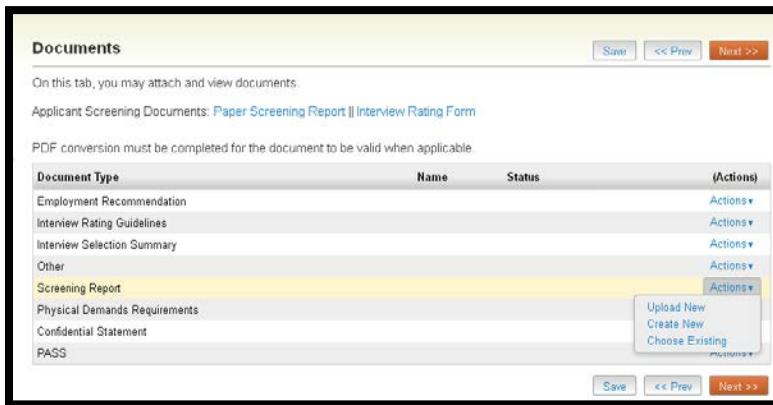 Documents
Save << Prev Next >>
On this tab, you may attach and view documents.
Applicant Screening Documents: Paper Screening Report || Interview Rating Form
PDF conversion must be completed for the document to be valid when applicable.
Document Type Name Status (Actions)
Employment Recommendation Actions▾
Interview Rating Guidelines Actions▾
Interview Selection Summary Actions▾
Other Actions▾
Screening Report Actions▾
Physical Demands Requirements Upload New
Confidential Statement Create New
Choose Existing
PASS Actions▾
Save << Prev Next >>